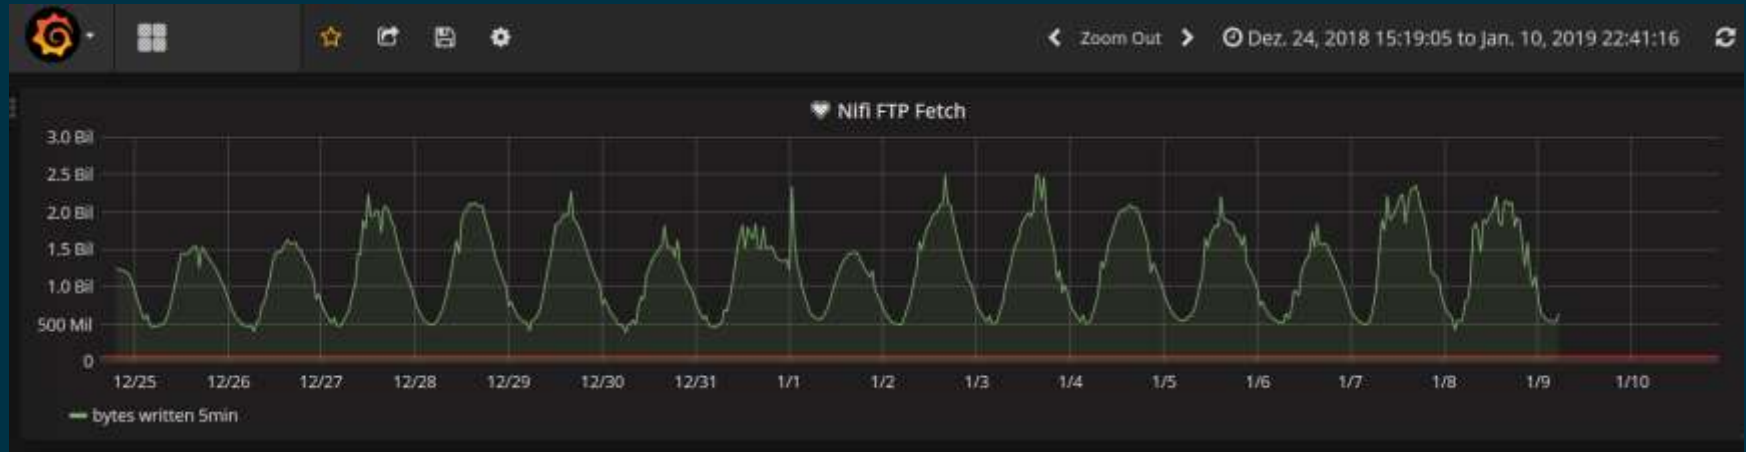 Zoom Out Dez. 24, 2018 15:19:05 to Jan. 10, 2019 22:41:16
Nifi FTP Fetch
3.0 Bil
2.5 Bil
2.0 Bil
1.5 Bil
1.0 Bil
500 Mil
0
12/25 12/26 12/27 12/28 12/29 12/30 12/31 1/1 1/2 1/3 1/4 1/5 1/6 1/7 1/8 1/9 1/10
bytes written 5min